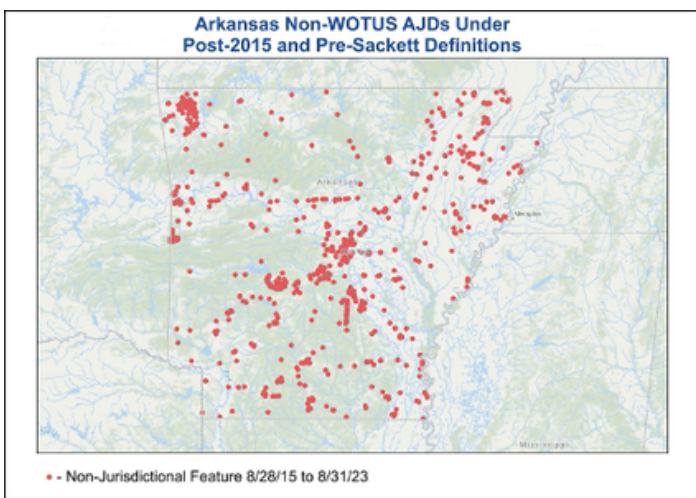 Arkansas Non-WOTUS AJDs Under
Post-2015 and Pre-Sackett Definitions
Arkansas
Memphis
Mississippi
- Non-Jurisdictional Feature 8/28/15 to 8/31/23